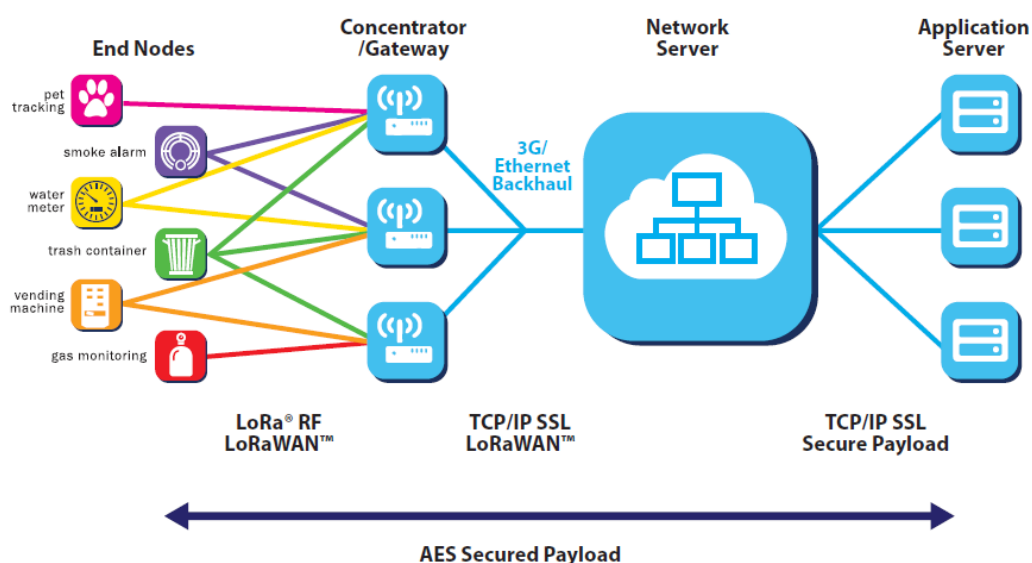 End Nodes
Concentrator
/Gateway
Network
Server
Application
Server
pet
tracking
smoke alarm
water
meter
trash container
vending
machine
gas monitoring
3G/
Ethernet
Backhaul
LoRa® RF
LoRaWAN™
TCP/IP SSL
LoRaWAN™
TCP/IP SSL
Secure Payload
AES Secured Payload